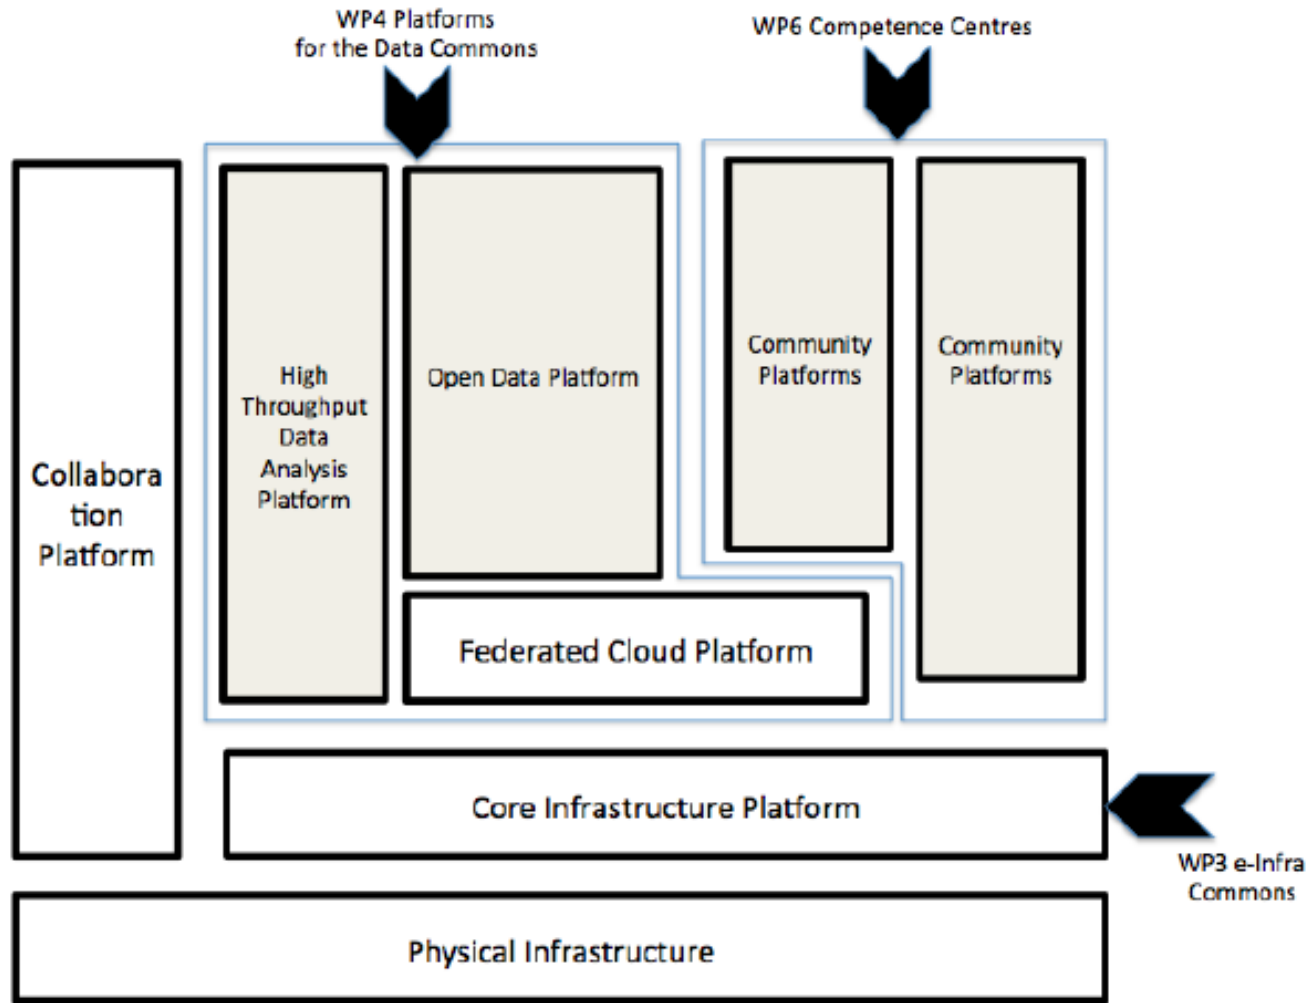 WP4 Platforms
for the Data Commons
WP6 Competence Centres
Collabora
tion
Platform
High
Throughput
Data
Analysis
Platform
Open Data Platform
Community
Platforms
Community
Platforms
Federated Cloud Platform
Core Infrastructure Platform
WP3 e-Infra
Commons
Physical Infrastructure